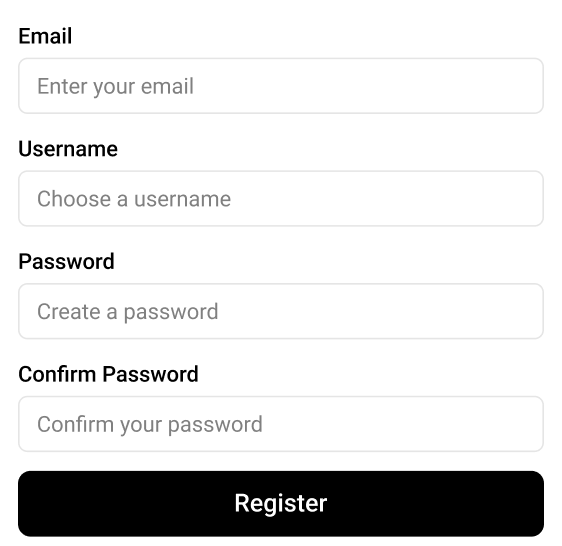 Email
Enter your email
Username
Choose a username
Password
Create a password
Confirm Password
Confirm your password
Register